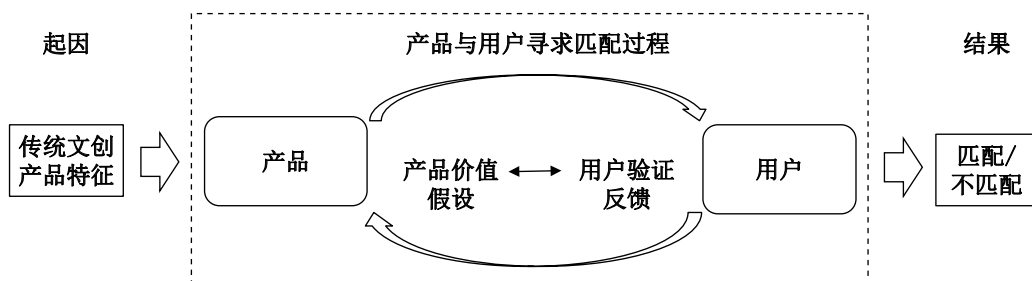 起因
产品与用户寻求匹配过程
结果
传统文创
产品特征
产品
产品价值
假设
用户验证
反馈
用户
匹配/
不匹配